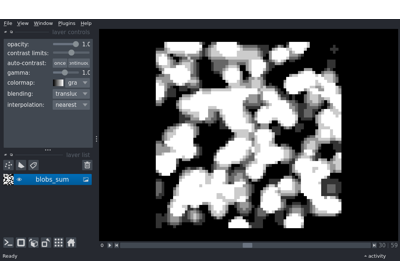 File View Window Plugins Help
layer controls
opacity: 1.0
contrast limits:
auto-contrast: once
gamma: 1.0
colormap: gra
blending: translu
interpolation: nearest
layer list
blobs_sum
0 30 59
Ready activity